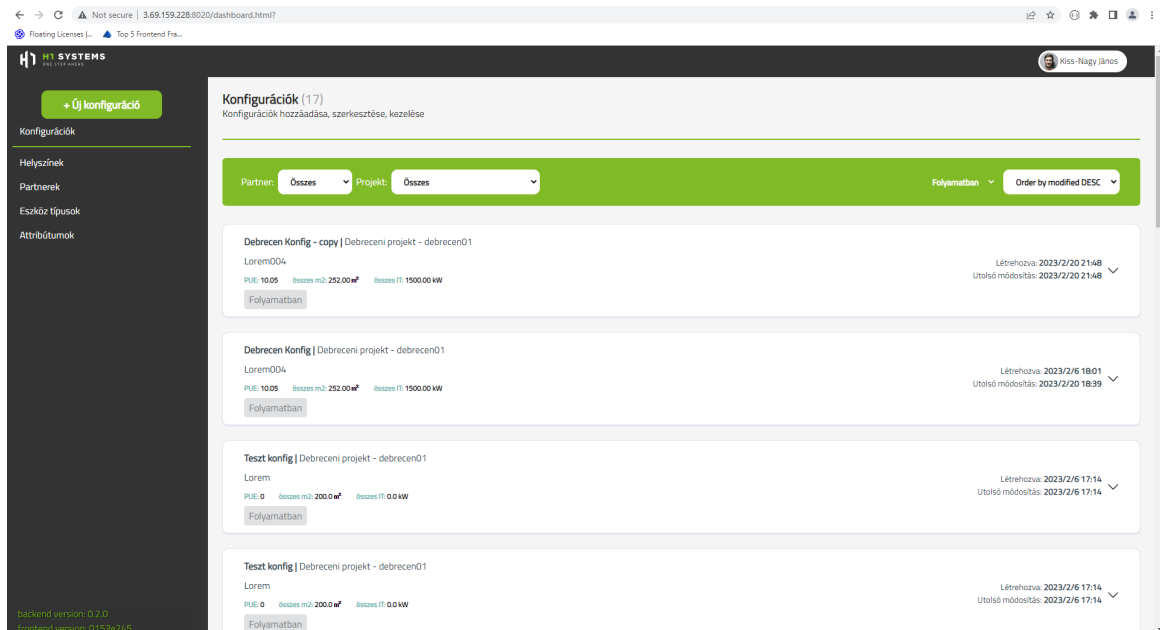 Not secure | 3.69.159.228:8020/dashboard.html?
Floating Licenses |... Top 5 Frontend Fra...
H1 SYSTEMS
ONE STEP AHEAD
Kiss-Nagy János
+ Új konfiguráció
Konfigurációk
Helyszínek
Partnerek
Eszköz típusok
Attribútumok
backend version: 0.2.0
frontend version: 0153e245
Konfigurációk (17)
Konfigurációk hozzáadása, szerkesztése, kezelése
Partner: Összes Projekt: Összes Folyamatban Order by modified DESC
Debrecen Konfig - copy | Debreceni projekt - debrecen01
Lorem004
PUE: 10.05 összes m2: 252.00 m² összes IT: 1500.00 kW
Folyamatban
Létrehozva: 2023/2/20 21:48
Utolsó módosítás: 2023/2/20 21:48
Debrecen Konfig | Debreceni projekt - debrecen01
Lorem004
PUE: 10.05 összes m2: 252.00 m² összes IT: 1500.00 kW
Folyamatban
Létrehozva: 2023/2/6 18:01
Utolsó módosítás: 2023/2/20 18:39
Teszt konfig | Debreceni projekt - debrecen01
Lorem
PUE: 0 összes m2: 200.0 m² összes IT: 0.0 kW
Folyamatban
Létrehozva: 2023/2/6 17:14
Utolsó módosítás: 2023/2/6 17:14
Teszt konfig | Debreceni projekt - debrecen01
Lorem
PUE: 0 összes m2: 200.0 m² összes IT: 0.0 kW
Folyamatban
Létrehozva: 2023/2/6 17:14
Utolsó módosítás: 2023/2/6 17:14